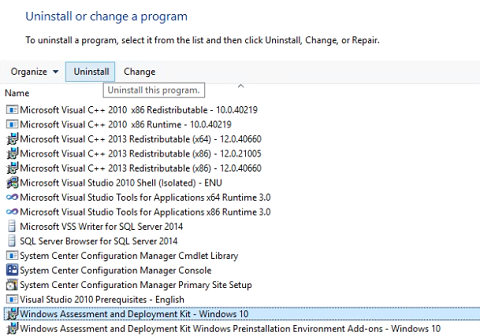 Uninstall or change a program
To uninstall a program, select it from the list and then click Uninstall, Change, or Repair.
Organize Uninstall Change
Uninstall this program.
Name
Microsoft Visual C++ 2010 x86 Redistributable - 10.0.40219
Microsoft Visual C++ 2010 x86 Runtime - 10.0.40219
Microsoft Visual C++ 2013 Redistributable (x64) - 12.0.40660
Microsoft Visual C++ 2013 Redistributable (x86) - 12.0.21005
Microsoft Visual C++ 2013 Redistributable (x86) - 12.0.40660
Microsoft Visual Studio 2010 Shell (Isolated) - ENU
Microsoft Visual Studio Tools for Applications x64 Runtime 3.0
Microsoft Visual Studio Tools for Applications x86 Runtime 3.0
Microsoft VSS Writer for SQL Server 2014
SQL Server Browser for SQL Server 2014
System Center Configuration Manager Cmdlet Library
System Center Configuration Manager Console
System Center Configuration Manager Primary Site Setup
Visual Studio 2010 Prerequisites - English
Windows Assessment and Deployment Kit - Windows 10
Windows Assessment and Deployment Kit Windows Preinstallation Environment Add-ons - Windows 10